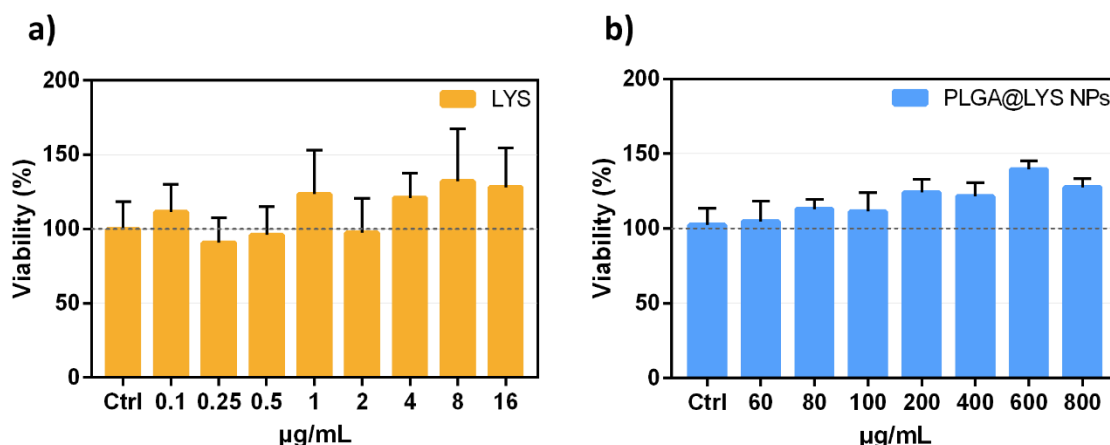 a)
200
150
100
50
0
Viability (%)
LYS
Ctrl 0.1 0.25 0.5 1 2 4 8 16
µg/mL
b)
200
150
100
50
0
Viability (%)
PLGA@LYS NPs
Ctrl 60 80 100 200 400 600 800
µg/mL